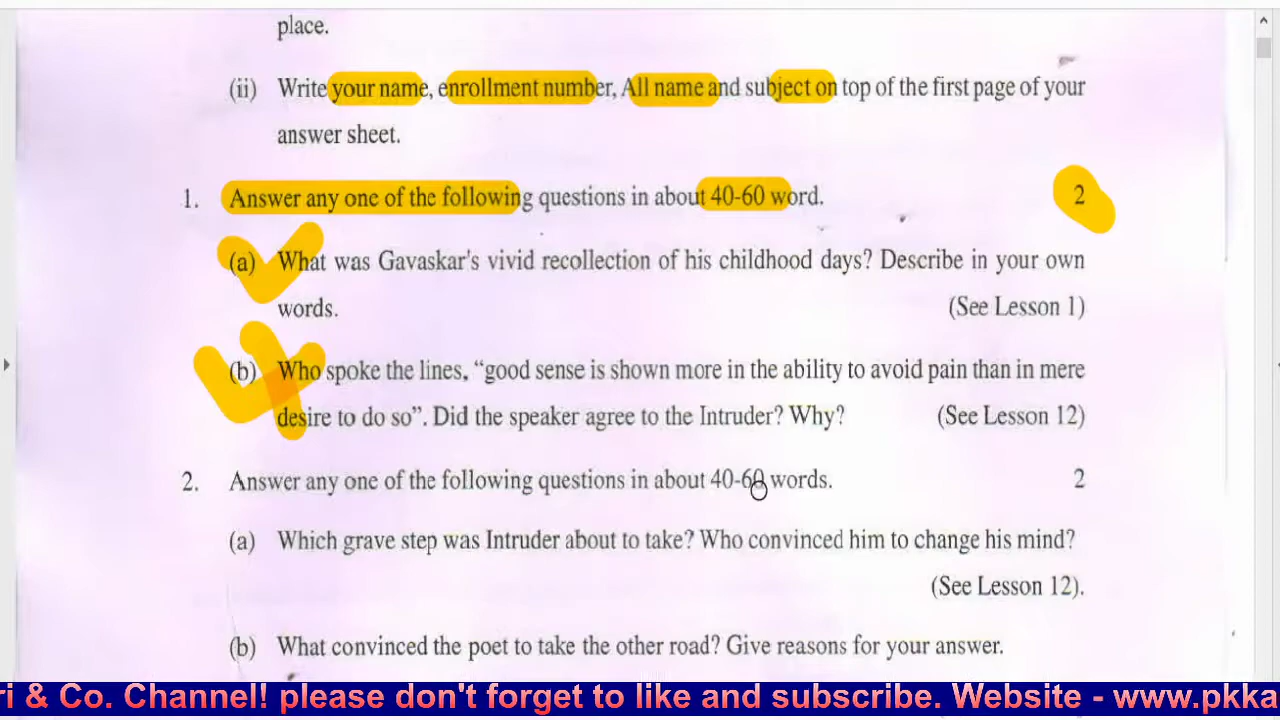 place.
(ii) Write your name, enrollment number, All name and subject on top of the first page of your
answer sheet.
1. Answer any one of the following questions in about 40-60 word. 2
(a) What was Gavaskar's vivid recollection of his childhood days? Describe in your own
words. (See Lesson 1)
(b) Who spoke the lines, “good sense is shown more in the ability to avoid pain than in mere
desire to do so”. Did the speaker agree to the Intruder? Why? (See Lesson 12)
2. Answer any one of the following questions in about 40-60 words. 2
(a) Which grave step was Intruder about to take? Who convinced him to change his mind?
(See Lesson 12).
(b) What convinced the poet to take the other road? Give reasons for your answer.
ri & Co. Channel! please don't forget to like and subscribe. Website - www.pkka